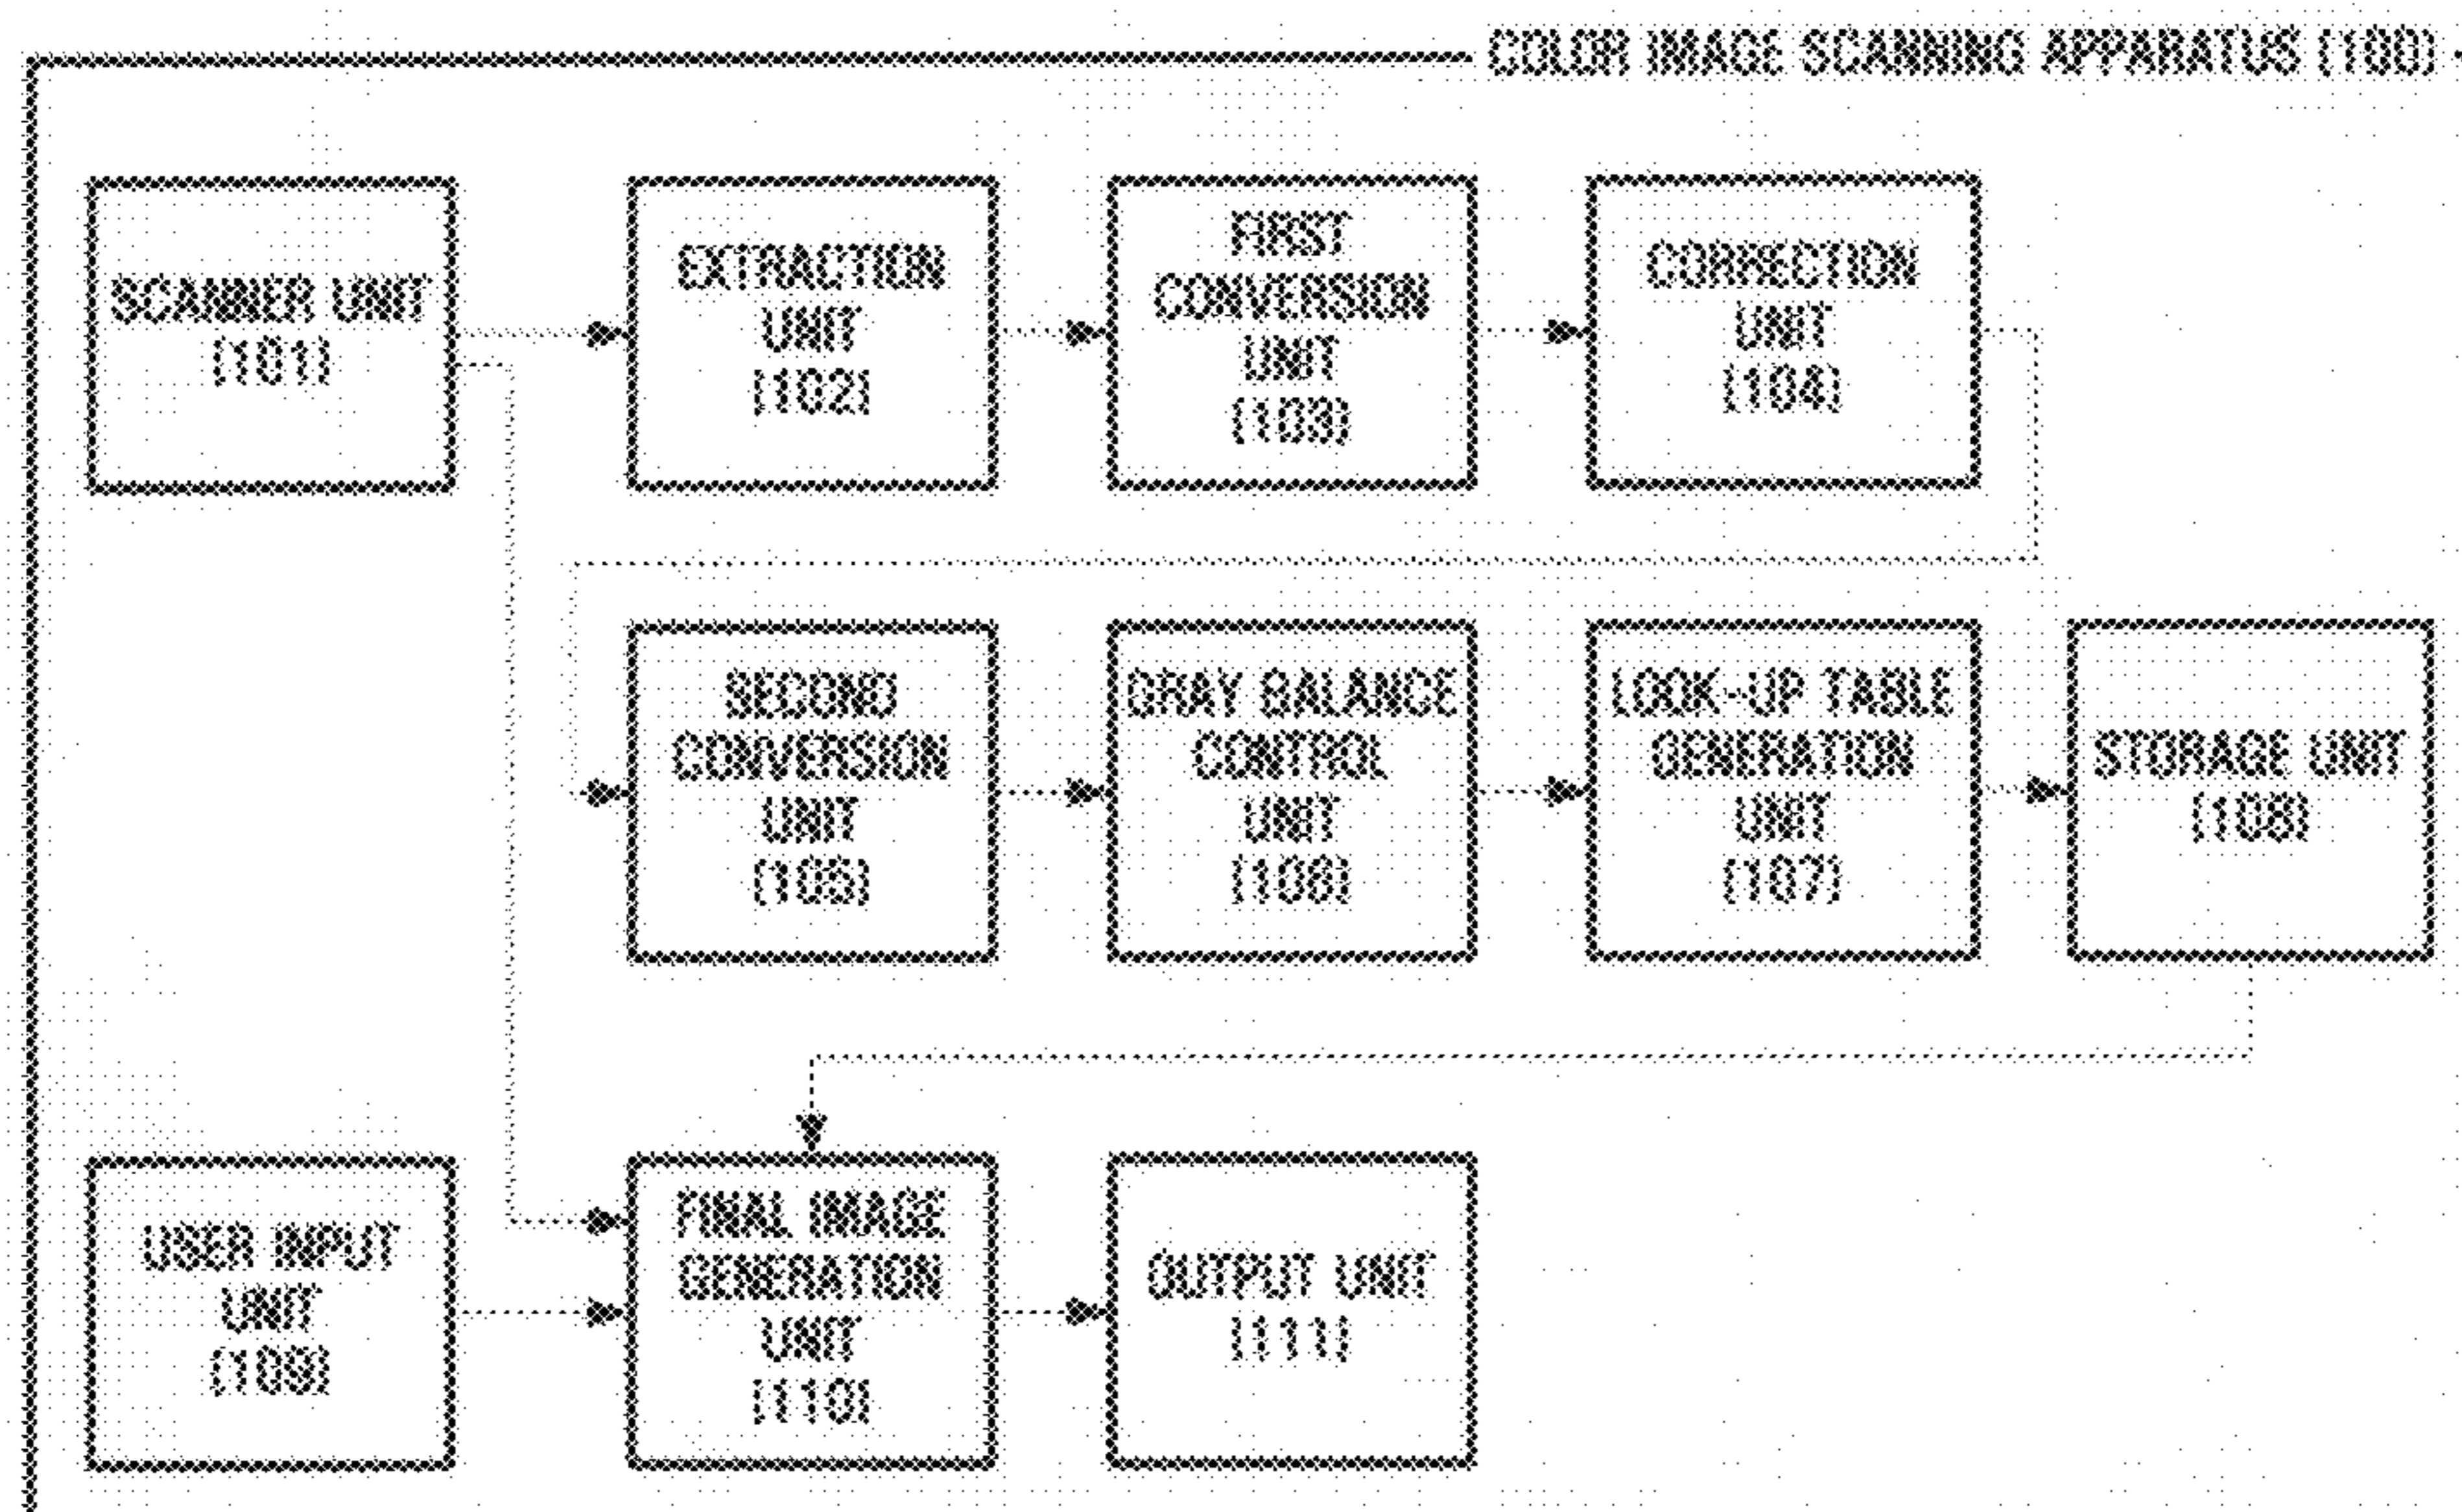 COLOR IMAGE SCANNING APPARATUS (100)
SCANNER UNIT
(101)
EXTRACTION
UNIT
(102)
FIRST
CONVERSION
UNIT
(103)
CORRECTION
UNIT
(104)
SECOND
CONVERSION
UNIT
(105)
GRAY BALANCE
CONTROL
UNIT
(106)
LOOK-UP TABLE
GENERATION
UNIT
(107)
STORAGE UNIT
(108)
USER INPUT
UNIT
(109)
FINAL IMAGE
GENERATION
UNIT
(110)
OUTPUT UNIT
(111)